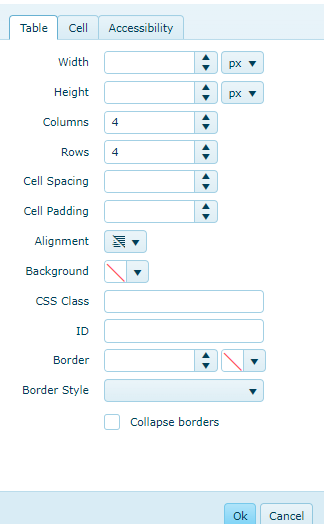 Table Cell Accessibility
Width px
Height px
Columns 4
Rows 4
Cell Spacing
Cell Padding
Alignment
Background
CSS Class
ID
Border
Border Style
Collapse borders
Ok Cancel